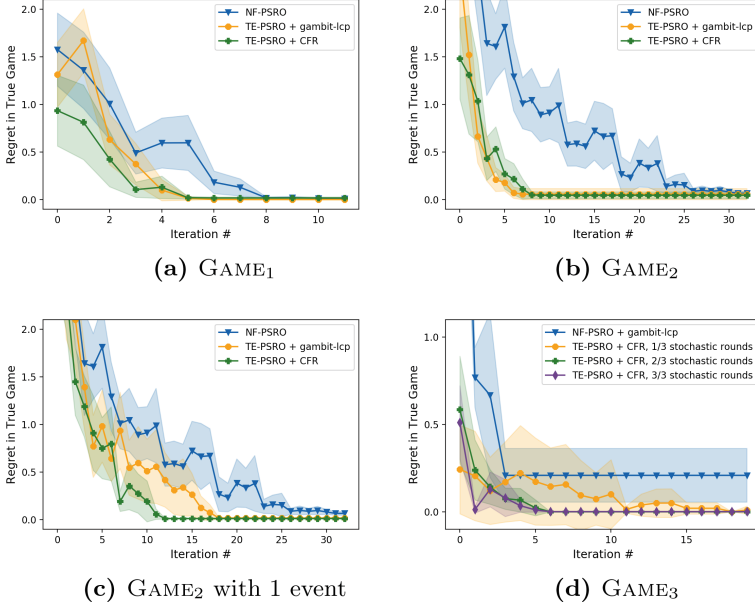 2.0
1.5
1.0
0.5
0.0
Regret in True Game
NF-PSRO
TE-PSRO + gambit-lcp
TE-PSRO + CFR
0 2 4 6 8 10
Iteration #
(a) GAME1
2.0
1.5
1.0
0.5
0.0
Regret in True Game
NF-PSRO
TE-PSRO + gambit-lcp
TE-PSRO + CFR
0 5 10 15 20 25 30
Iteration #
(b) GAME2
2.0
1.5
1.0
0.5
0.0
Regret in True Game
NF-PSRO
TE-PSRO + gambit-lcp
TE-PSRO + CFR
0 5 10 15 20 25 30
Iteration #
(c) GAME2 with 1 event
1.0
0.5
0.0
Regret in True Game
NF-PSRO + gambit-lcp
TE-PSRO + CFR, 1/3 stochastic rounds
TE-PSRO + CFR, 2/3 stochastic rounds
TE-PSRO + CFR, 3/3 stochastic rounds
0 5 10 15
Iteration #
(d) GAME3